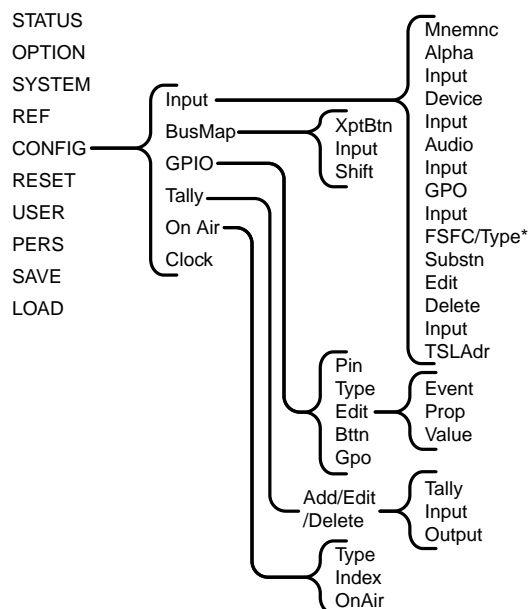 STATUS
OPTION
SYSTEM
REF
CONFIG
RESET
USER
PERS
SAVE
LOAD
Input
BusMap
GPIO
Tally
On Air
Clock
Mnemnc
Alpha
Input
Device
Input
Audio
Input
GPO
Input
FSFC/Type*
Substn
Edit
Delete
Input
TSLAdr
XptBtn
Input
Shift
Pin
Type
Edit
Bttn
Gpo
Event
Prop
Value
Add/Edit
/Delete
Tally
Input
Output
Type
Index
OnAir